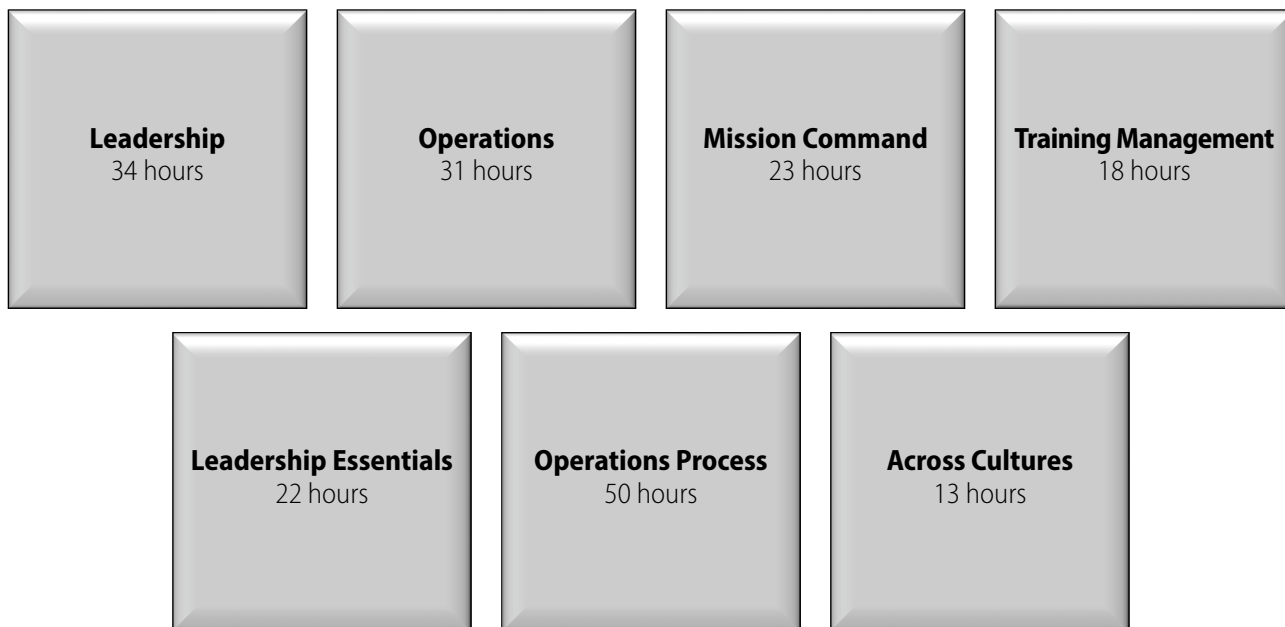 Leadership
34 hours
Operations
31 hours
Mission Command
23 hours
Training Management
18 hours
Leadership Essentials
22 hours
Operations Process
50 hours
Across Cultures
13 hours